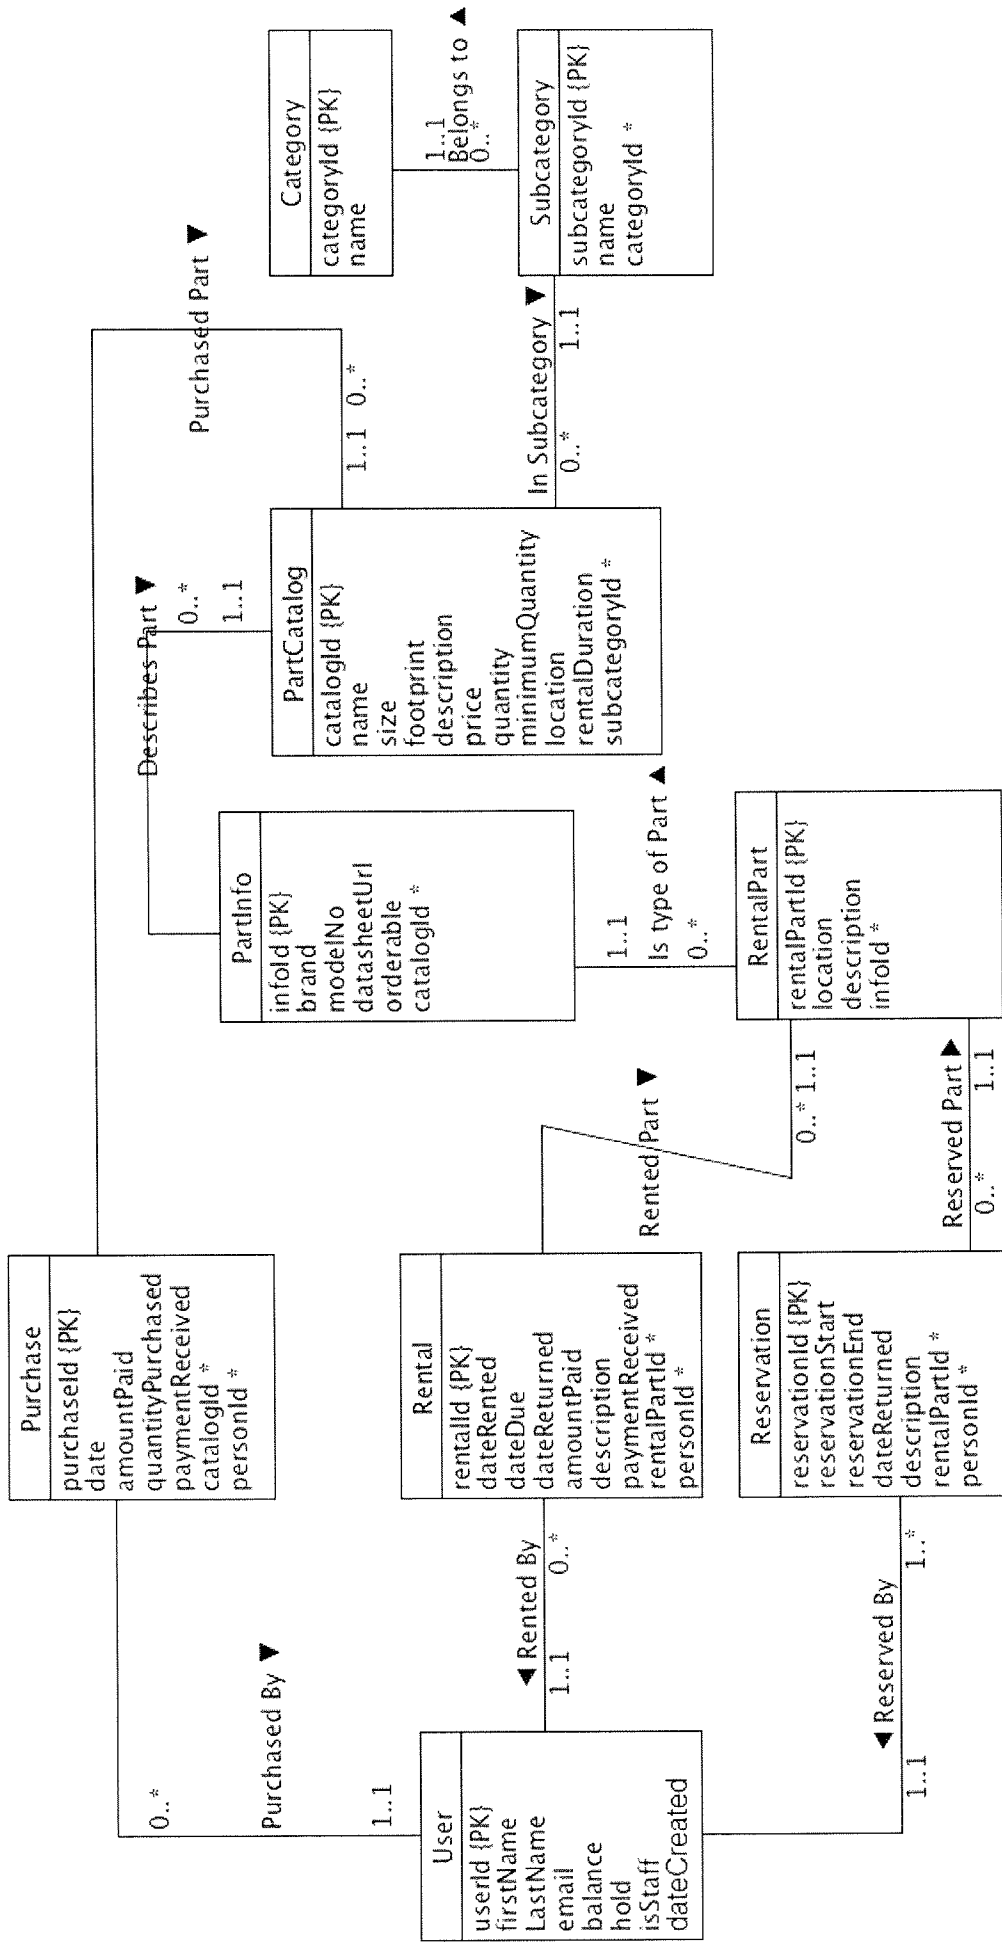 Purchase
purchaseId {PK}
date
amountPaid
quantityPurchased
paymentReceived
catalogId *
personId *
Purchased Part ▼
1..1 0..*
Purchased By ▼
0..*
1..1
User
userId {PK}
firstName
LastName
email
balance
hold
isStaff
dateCreated
◀ Rented By
1..1
0..*
Rental
rentalId {PK}
dateRented
dateDue
dateReturned
amountPaid
description
paymentReceived
rentalPartId *
personId *
Rented Part ▼
0..* 1..1
◀ Reserved By
1..1
1..*
Reservation
reservationId {PK}
reservationStart
reservationEnd
dateReturned
description
rentalPartId *
personId *
Reserved Part ▶
0..*
1..1
RentalPart
rentalPartId {PK}
location
description
infoId *
1..1
Is type of Part ▲
0..*
PartInfo
infoId {PK}
brand
modelNo
datasheetUrl
orderable
catalogId *
Describes Part ▼
0..*
1..1
PartCatalog
catalogId {PK}
name
size
footprint
description
price
quantity
minimumQuantity
location
rentalDuration
subcategoryId *
In Subcategory ▼
0..*
1..1
Category
categoryId {PK}
name
1..1
Belongs to ▲
0..*
Subcategory
subcategoryId {PK}
name
categoryId *